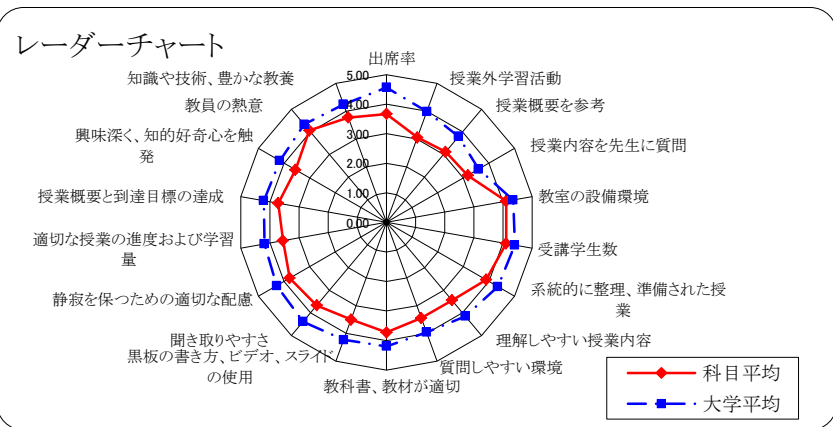 レーダーチャート
出席率
授業外学習活動
授業概要を参考
授業内容を先生に質問
教室の設備環境
受講学生数
系統的に整理、準備された授
業
理解しやすい授業内容
質問しやすい環境
教科書、教材が適切
黒板の書き方、ビデオ、スライド
の使用
聞き取りやすさ
静寂を保つための適切な配慮
適切な授業の進度および学習
量
授業概要と到達目標の達成
興味深く、知的好奇心を触
発
教員の熱意
知識や技術、豊かな教養
5.00
4.00
3.00
2.00
1.00
0.00
科目平均
大学平均